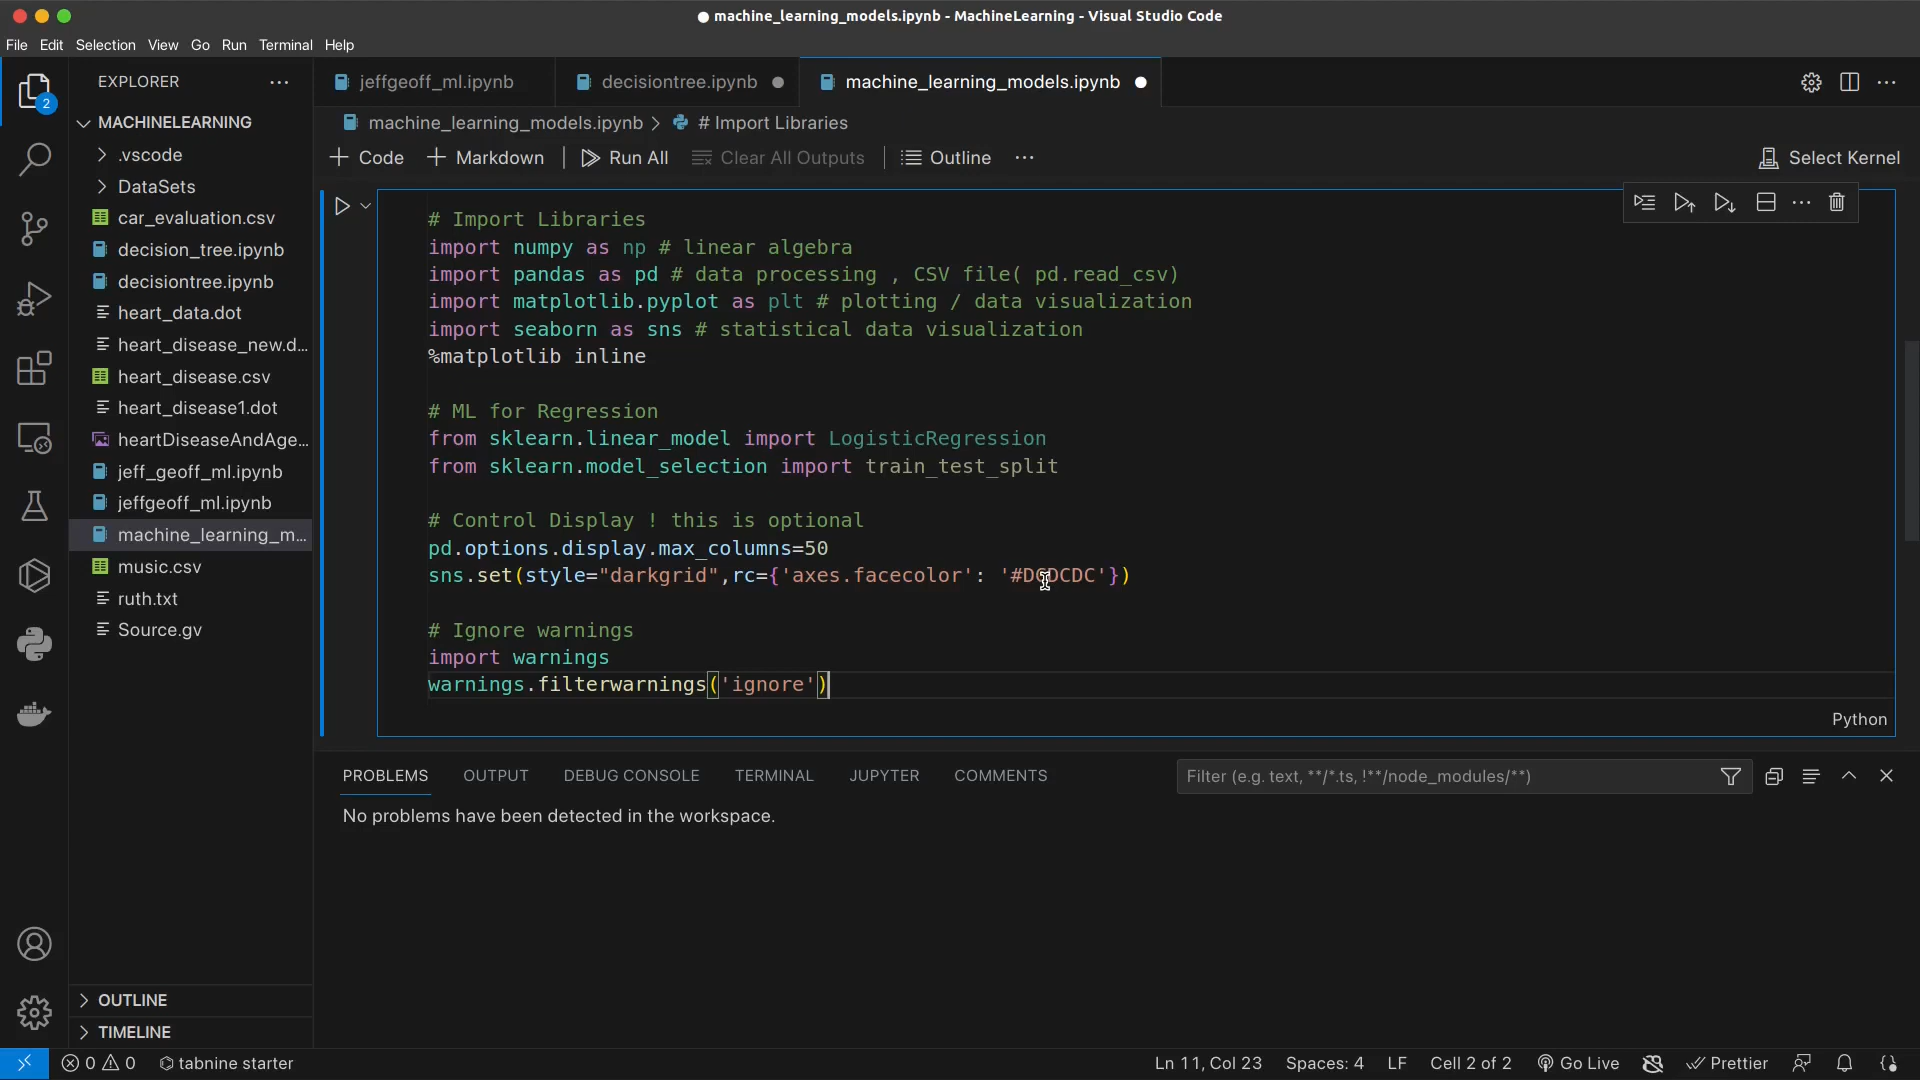 machine_learning_models.ipynb - MachineLearning - Visual Studio Code
File Edit Selection View Go Run Terminal Help
2
EXPLORER
MACHINELEARNING
.vscode
DataSets
car_evaluation.csv
decision_tree.ipynb
decisiontree.ipynb
heart_data.dot
heart_disease_new.d...
heart_disease.csv
heart_disease1.dot
heartDiseaseAndAge...
jeff_geoff_ml.ipynb
jeffgeoff_ml.ipynb
machine_learning_m...
music.csv
ruth.txt
Source.gv
OUTLINE
TIMELINE
jeffgeoff_ml.ipynb decisiontree.ipynb machine_learning_models.ipynb
machine_learning_models.ipynb > # Import Libraries
+ Code + Markdown Run All Clear All Outputs Outline ... Select Kernel
# Import Libraries
import numpy as np # linear algebra
import pandas as pd # data processing , CSV file( pd.read_csv)
import matplotlib.pyplot as plt # plotting / data visualization
import seaborn as sns # statistical data visualization
%matplotlib inline
# ML for Regression
from sklearn.linear_model import LogisticRegression
from sklearn.model_selection import train_test_split
# Control Display ! this is optional
pd.options.display.max_columns=50
sns.set(style="darkgrid",rc={'axes.facecolor': '#DCDCDC'})
# Ignore warnings
import warnings
warnings.filterwarnings('ignore')
Python
PROBLEMS OUTPUT DEBUG CONSOLE TERMINAL JUPYTER COMMENTS Filter (e.g. text, **/*.ts, !**/node_modules/**)
No problems have been detected in the workspace.
0 0 tabnine starter Ln 11, Col 23 Spaces: 4 LF Cell 2 of 2 Go Live Prettier